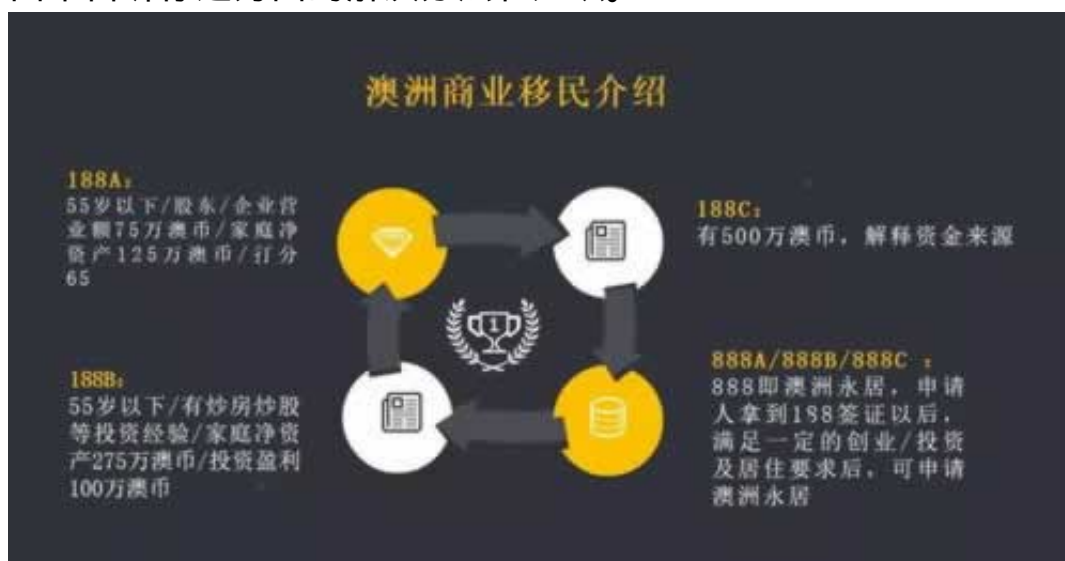 澳洲商业移民介绍
188A:
55岁以下/股东/企业营
业额75万澳币/家庭净
资产125万澳币/打分
65
188C:
有500万澳币，解释资金来源
188B:
55岁以下/有炒房炒股
等投资经验/家庭净资
产275万澳币/投资盈利
100万澳币
888A/888B/888C ：
888即澳洲永居，申请
人拿到188签证以后，
满足一定的创业/投资
及居住要求后，可申请
澳洲永居
1